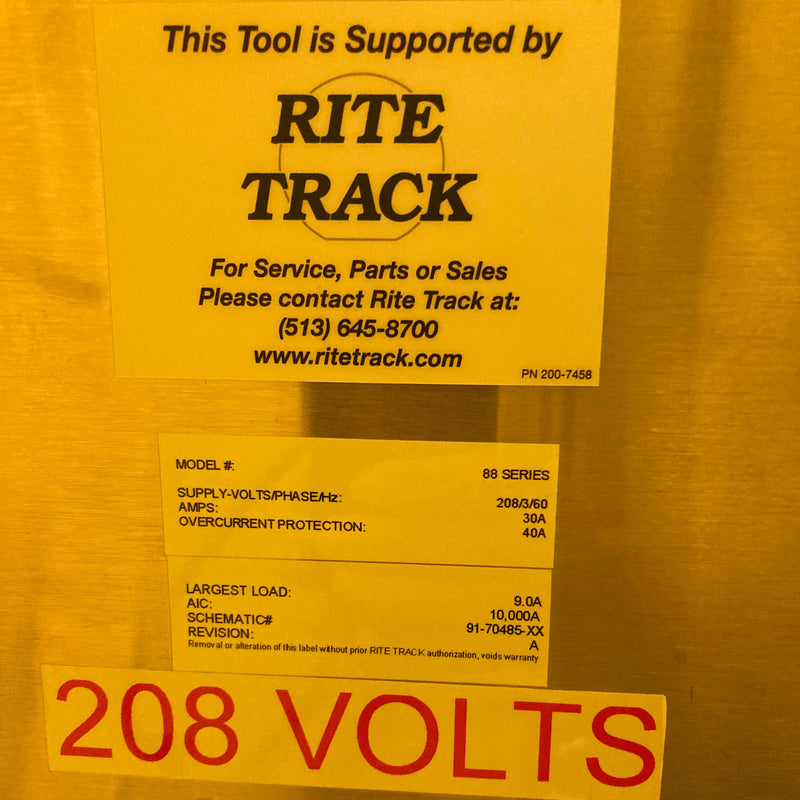 This Tool is Supported by
RITE
TRACK
For Service, Parts or Sales
Please contact Rite Track at:
(513) 645-8700
www.ritetrack.com
PN 200-7458
MODEL #: 88 SERIES
SUPPLY-VOLTS/PHASE/Hz: 208/3/60
AMPS: 30A
OVERCURRENT PROTECTION: 40A
LARGEST LOAD: 9.0A
AIC: 10,000A
SCHEMATIC# 91-70485-XX
REVISION: A
Removal or alteration of this label without prior RITE TRACK authorization, voids warranty
208 VOLTS